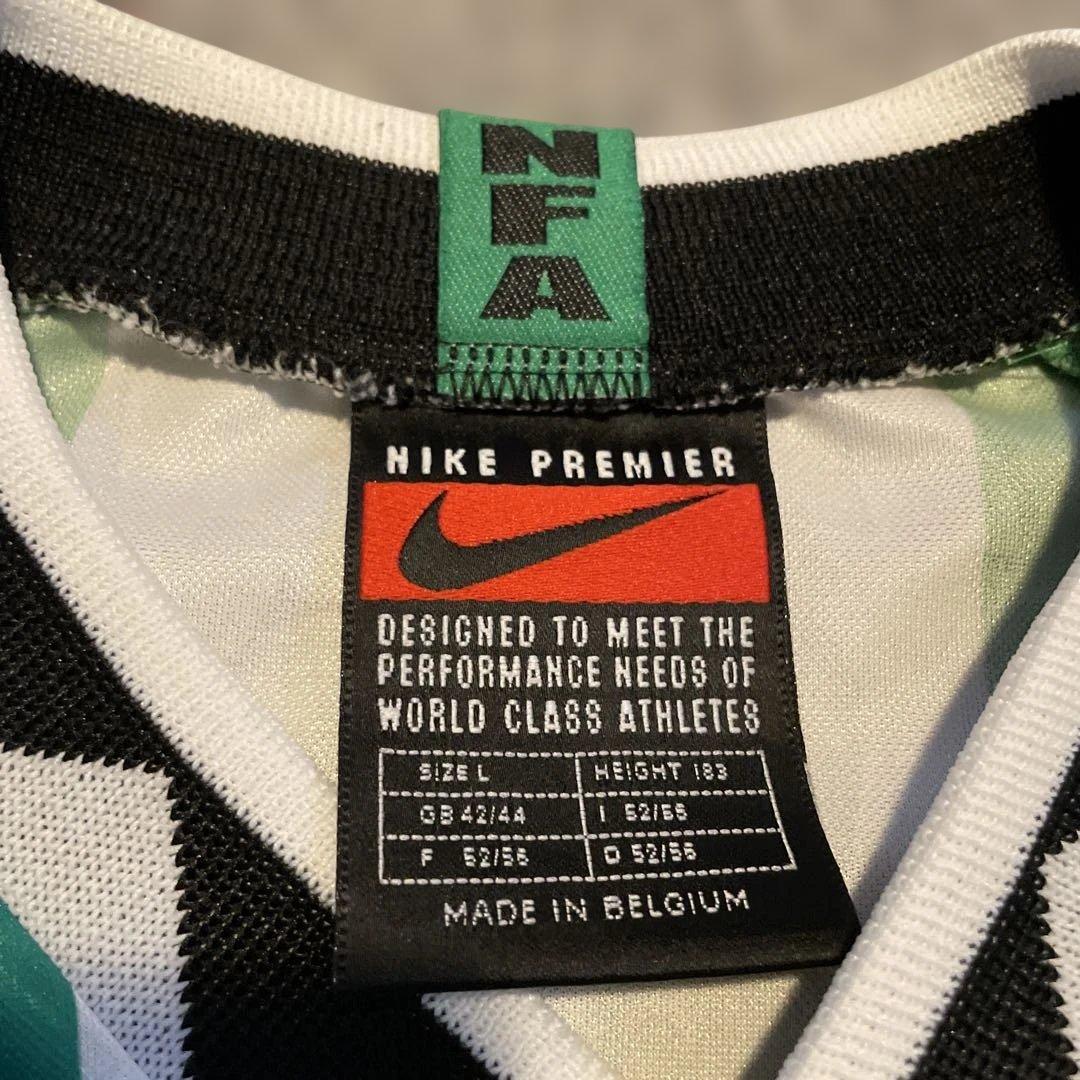 N
F
A
NIKE PREMIER
DESIGNED TO MEET THE
PERFORMANCE NEEDS OF
WORLD CLASS ATHLETES
SIZE L HEIGHT 183
GB 42/44 I 52/56
F 52/56 D 52/56
MADE IN BELGIUM